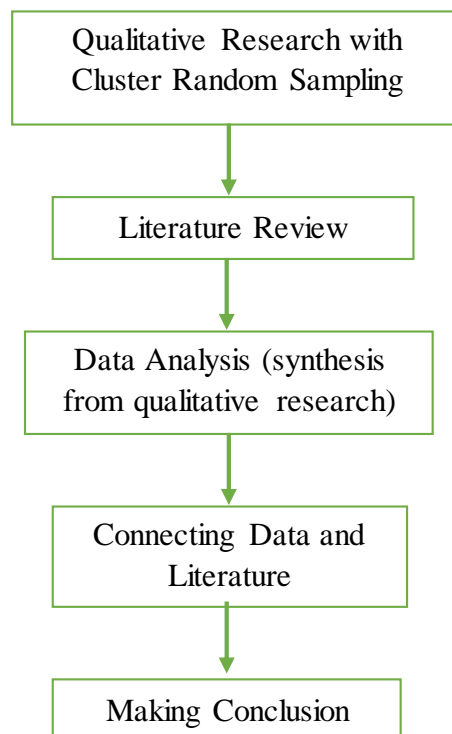 Qualitative Research with
Cluster Random Sampling
Literature Review
Data Analysis (synthesis
from qualitative research)
Connecting Data and
Literature
Making Conclusion